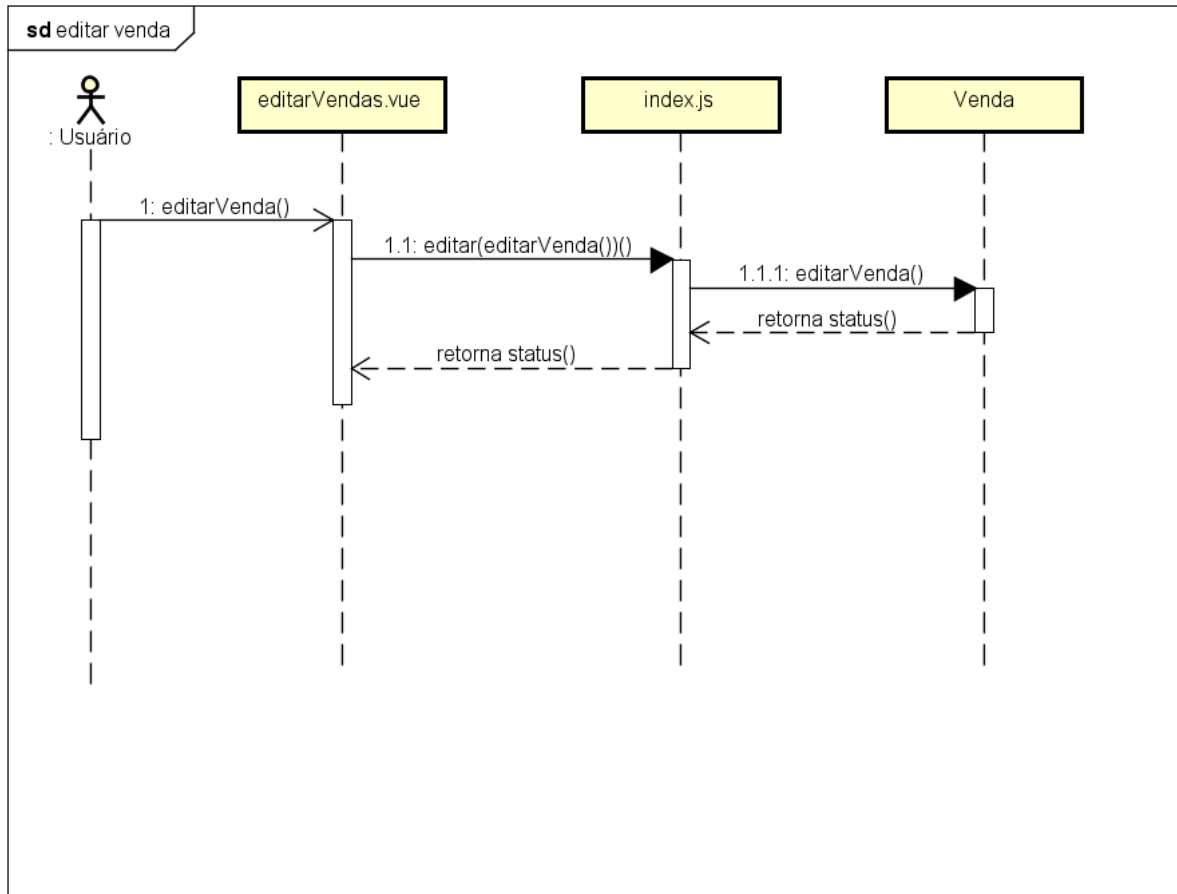 sd editar venda
: Usuário
editarVendas.vue
index.js
Venda
1: editarVenda()
1.1: editar(editarVenda())()
1.1.1: editarVenda()
retorna status()
retorna status()